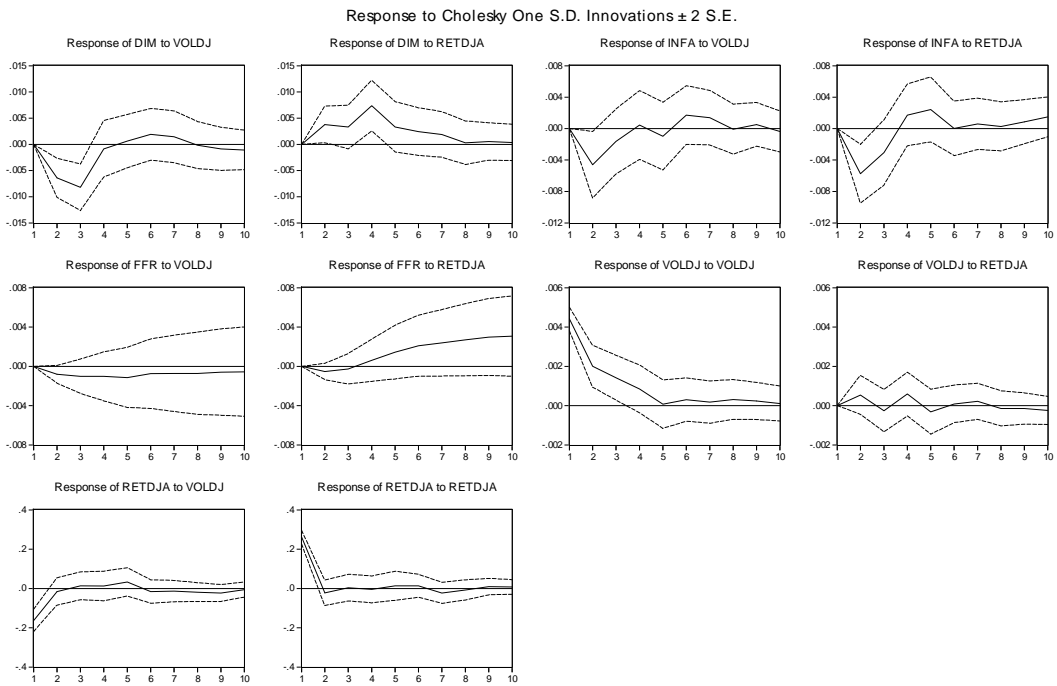 Response to Cholesky One S.D. Innovations ± 2 S.E.
Response of DIM to VOLDJ
.015
.010
.005
.000
-.005
-.010
-.015
1 2 3 4 5 6 7 8 9 10
Response of DIM to RETDJA
.015
.010
.005
.000
-.005
-.010
-.015
1 2 3 4 5 6 7 8 9 10
Response of INFA to VOLDJ
.008
.004
.000
-.004
-.008
-.012
1 2 3 4 5 6 7 8 9 10
Response of INFA to RETDJA
.008
.004
.000
-.004
-.008
-.012
1 2 3 4 5 6 7 8 9 10
Response of FFR to VOLDJ
.008
.004
.000
-.004
-.008
1 2 3 4 5 6 7 8 9 10
Response of FFR to RETDJA
.008
.004
.000
-.004
-.008
1 2 3 4 5 6 7 8 9 10
Response of VOLDJ to VOLDJ
.006
.004
.002
.000
-.002
1 2 3 4 5 6 7 8 9 10
Response of VOLDJ to RETDJA
.006
.004
.002
.000
-.002
1 2 3 4 5 6 7 8 9 10
Response of RETDJA to VOLDJ
.4
.2
.0
-.2
-.4
1 2 3 4 5 6 7 8 9 10
Response of RETDJA to RETDJA
.4
.2
.0
-.2
-.4
1 2 3 4 5 6 7 8 9 10